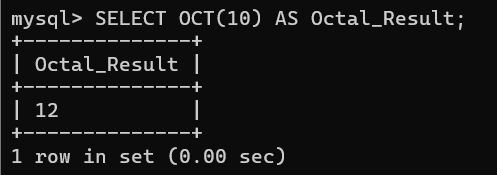 mysql> SELECT OCT(10) AS Octal_Result;
+--------------+
| Octal_Result |
+--------------+
| 12           |
+--------------+
1 row in set (0.00 sec)